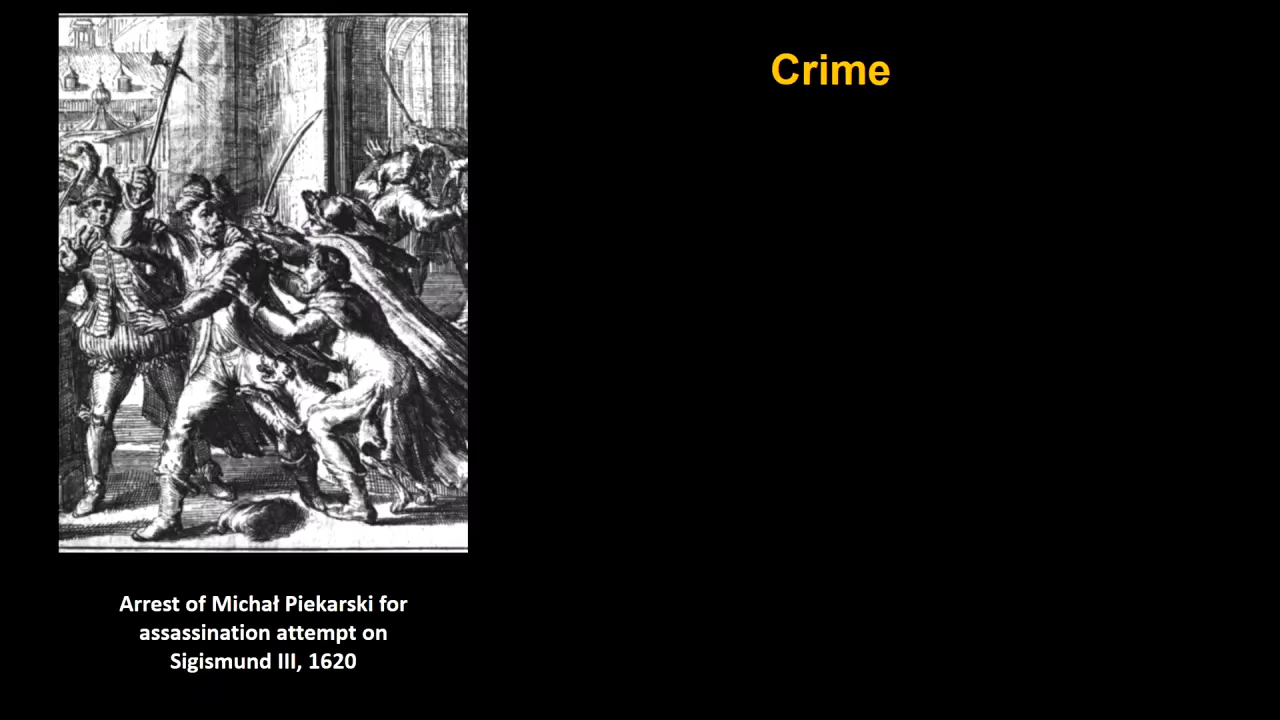 Crime
Arrest of Michał Piekarski for
assassination attempt on
Sigismund III, 1620